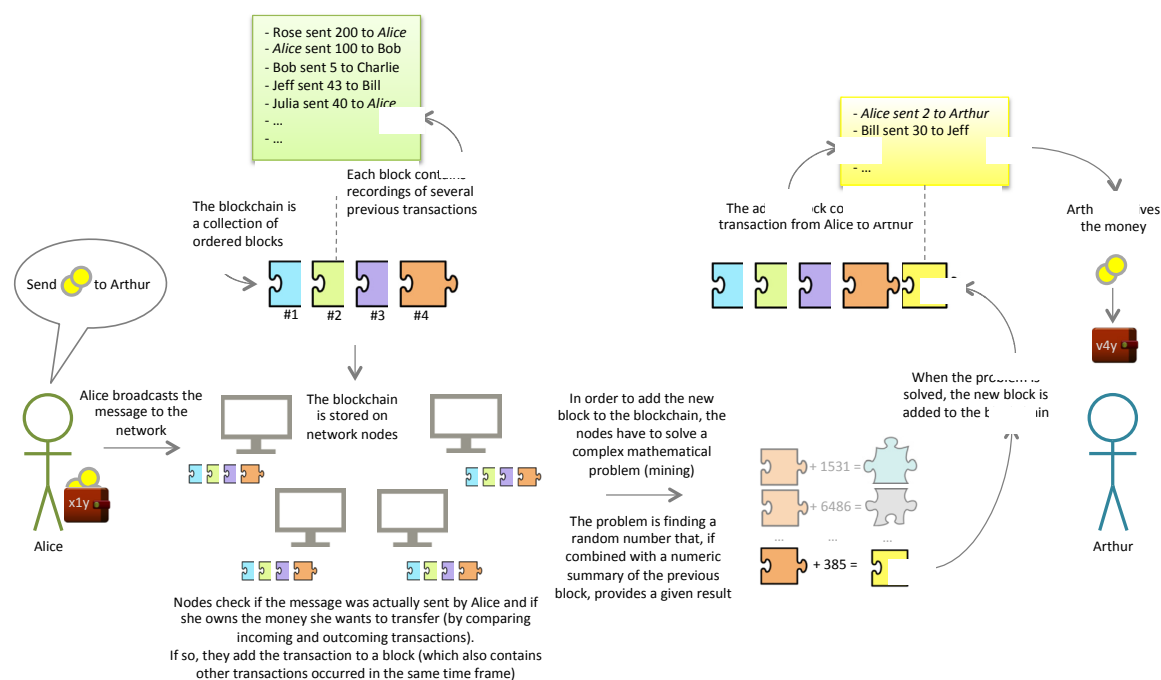 - Rose sent 200 to Alice
- Alice sent 100 to Bob
- Bob sent 5 to Charlie
- Jeff sent 43 to Bill
- Julia sent 40 to Alice
- ...
- ...
Each block
recordings of several
previous transactions
The blockchain is
a collection of
ordered blocks
#1
#2
#3
#4
Send
to Arthur
Alice broadcasts the
message to the
network
x1y
Alice
The blockchain
is stored on
network nodes
Nodes check if the message was actually sent by Alice and if
she owns the money she wants to transfer (by comparing
incoming and outcoming transactions).
If so, they add the transaction to a block (which also contains
other transactions occurred in the same time frame)
In order to add the new
block to the blockchain, the
nodes have to solve a
complex mathematical
problem (mining)
The problem is finding a
random number that, if
combined with a numeric
summary of the previous
block, provides a given result
+ 1531 =
+ 6486 =
... ... ...
+ 385 =
When the
solved, the new block is
added to the
- Alice sent 2 to Arthur
- Bill sent 30 to Jeff
- ...
The
transaction from Alice to Arthur
the money
v4y
Arthur